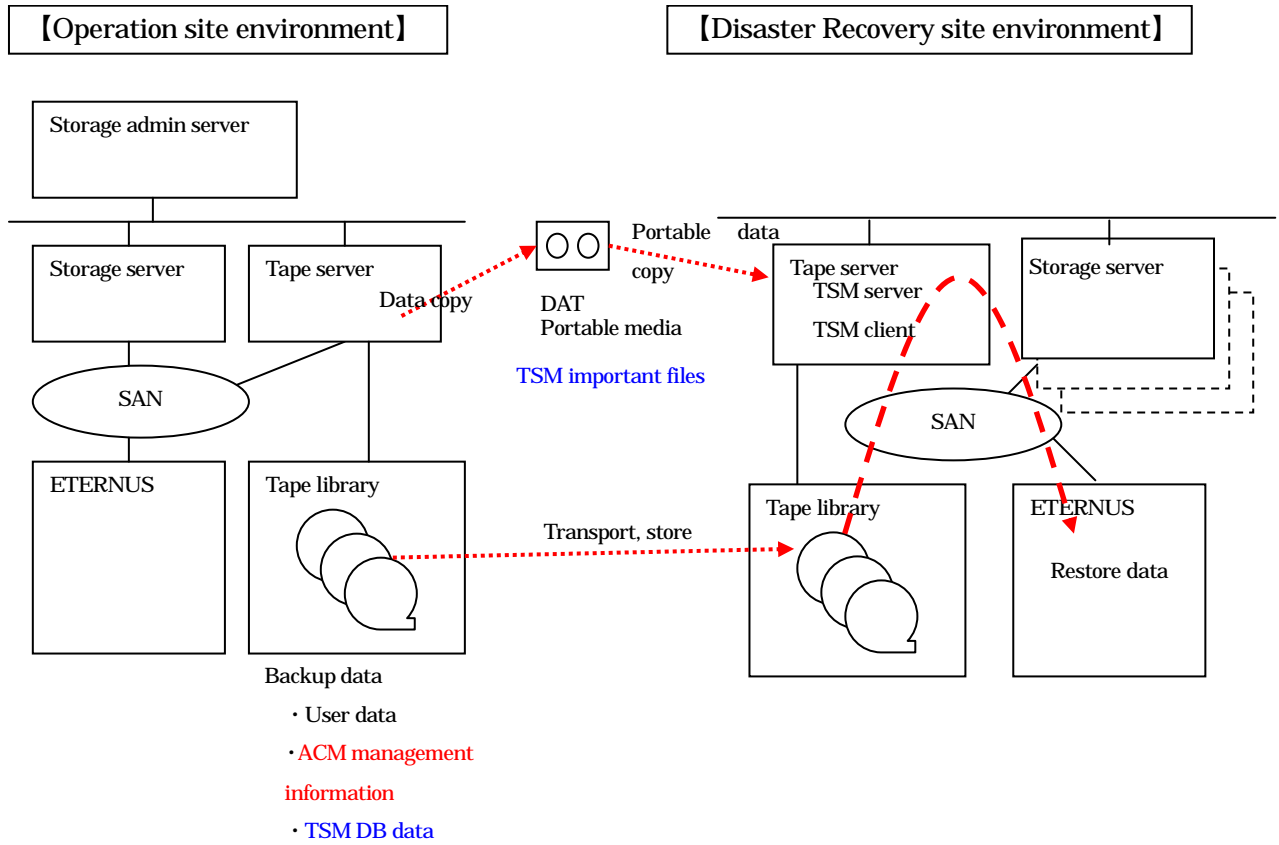 【Operation site environment】
【Disaster Recovery site environment】
Storage admin server
Storage server
Tape server
Data copy
DAT
Portable media
TSM important files
Portable data
copy
Tape server
TSM server
TSM client
Storage server
SAN
SAN
ETERNUS
Tape library
Transport, store
Tape library
ETERNUS
Restore data
Backup data
・User data
・ACM management
information
・TSM DB data